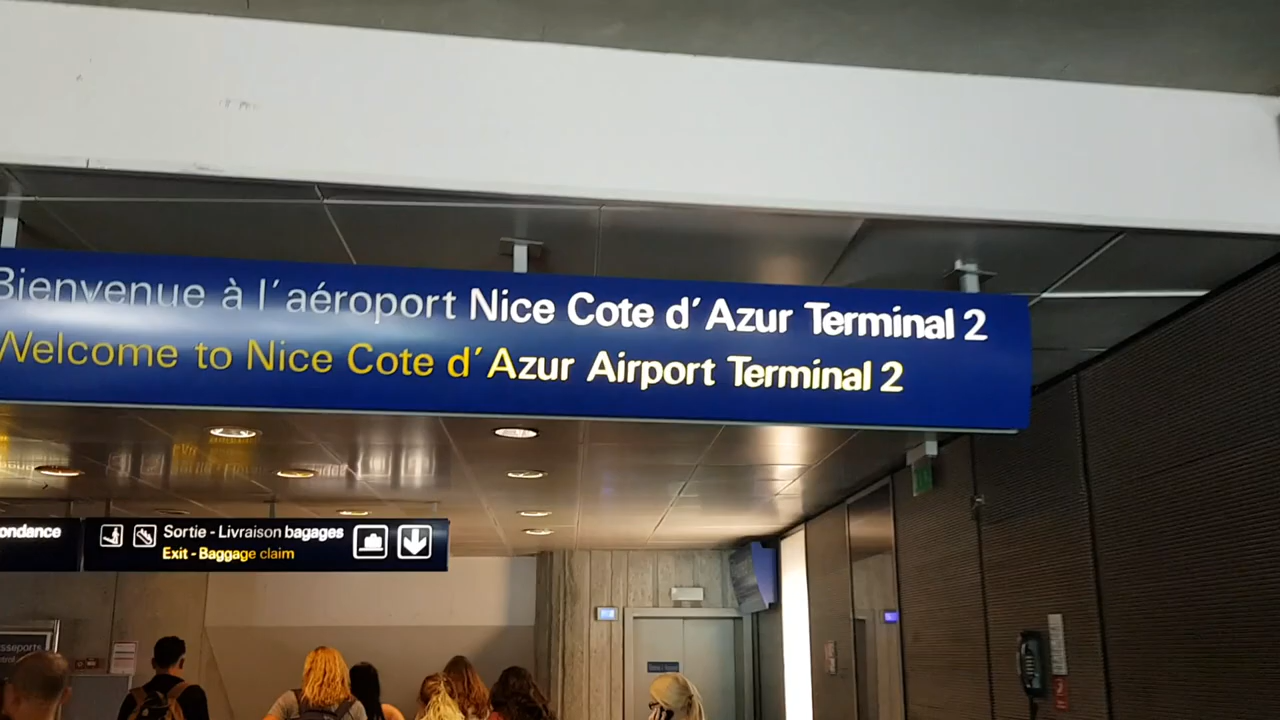 Bienvenue à l'aéroport Nice Cote d'Azur Terminal 2
Welcome to Nice Cote d'Azur Airport Terminal 2
ondance
Sortie - Livraison bagages
Exit - Baggage claim